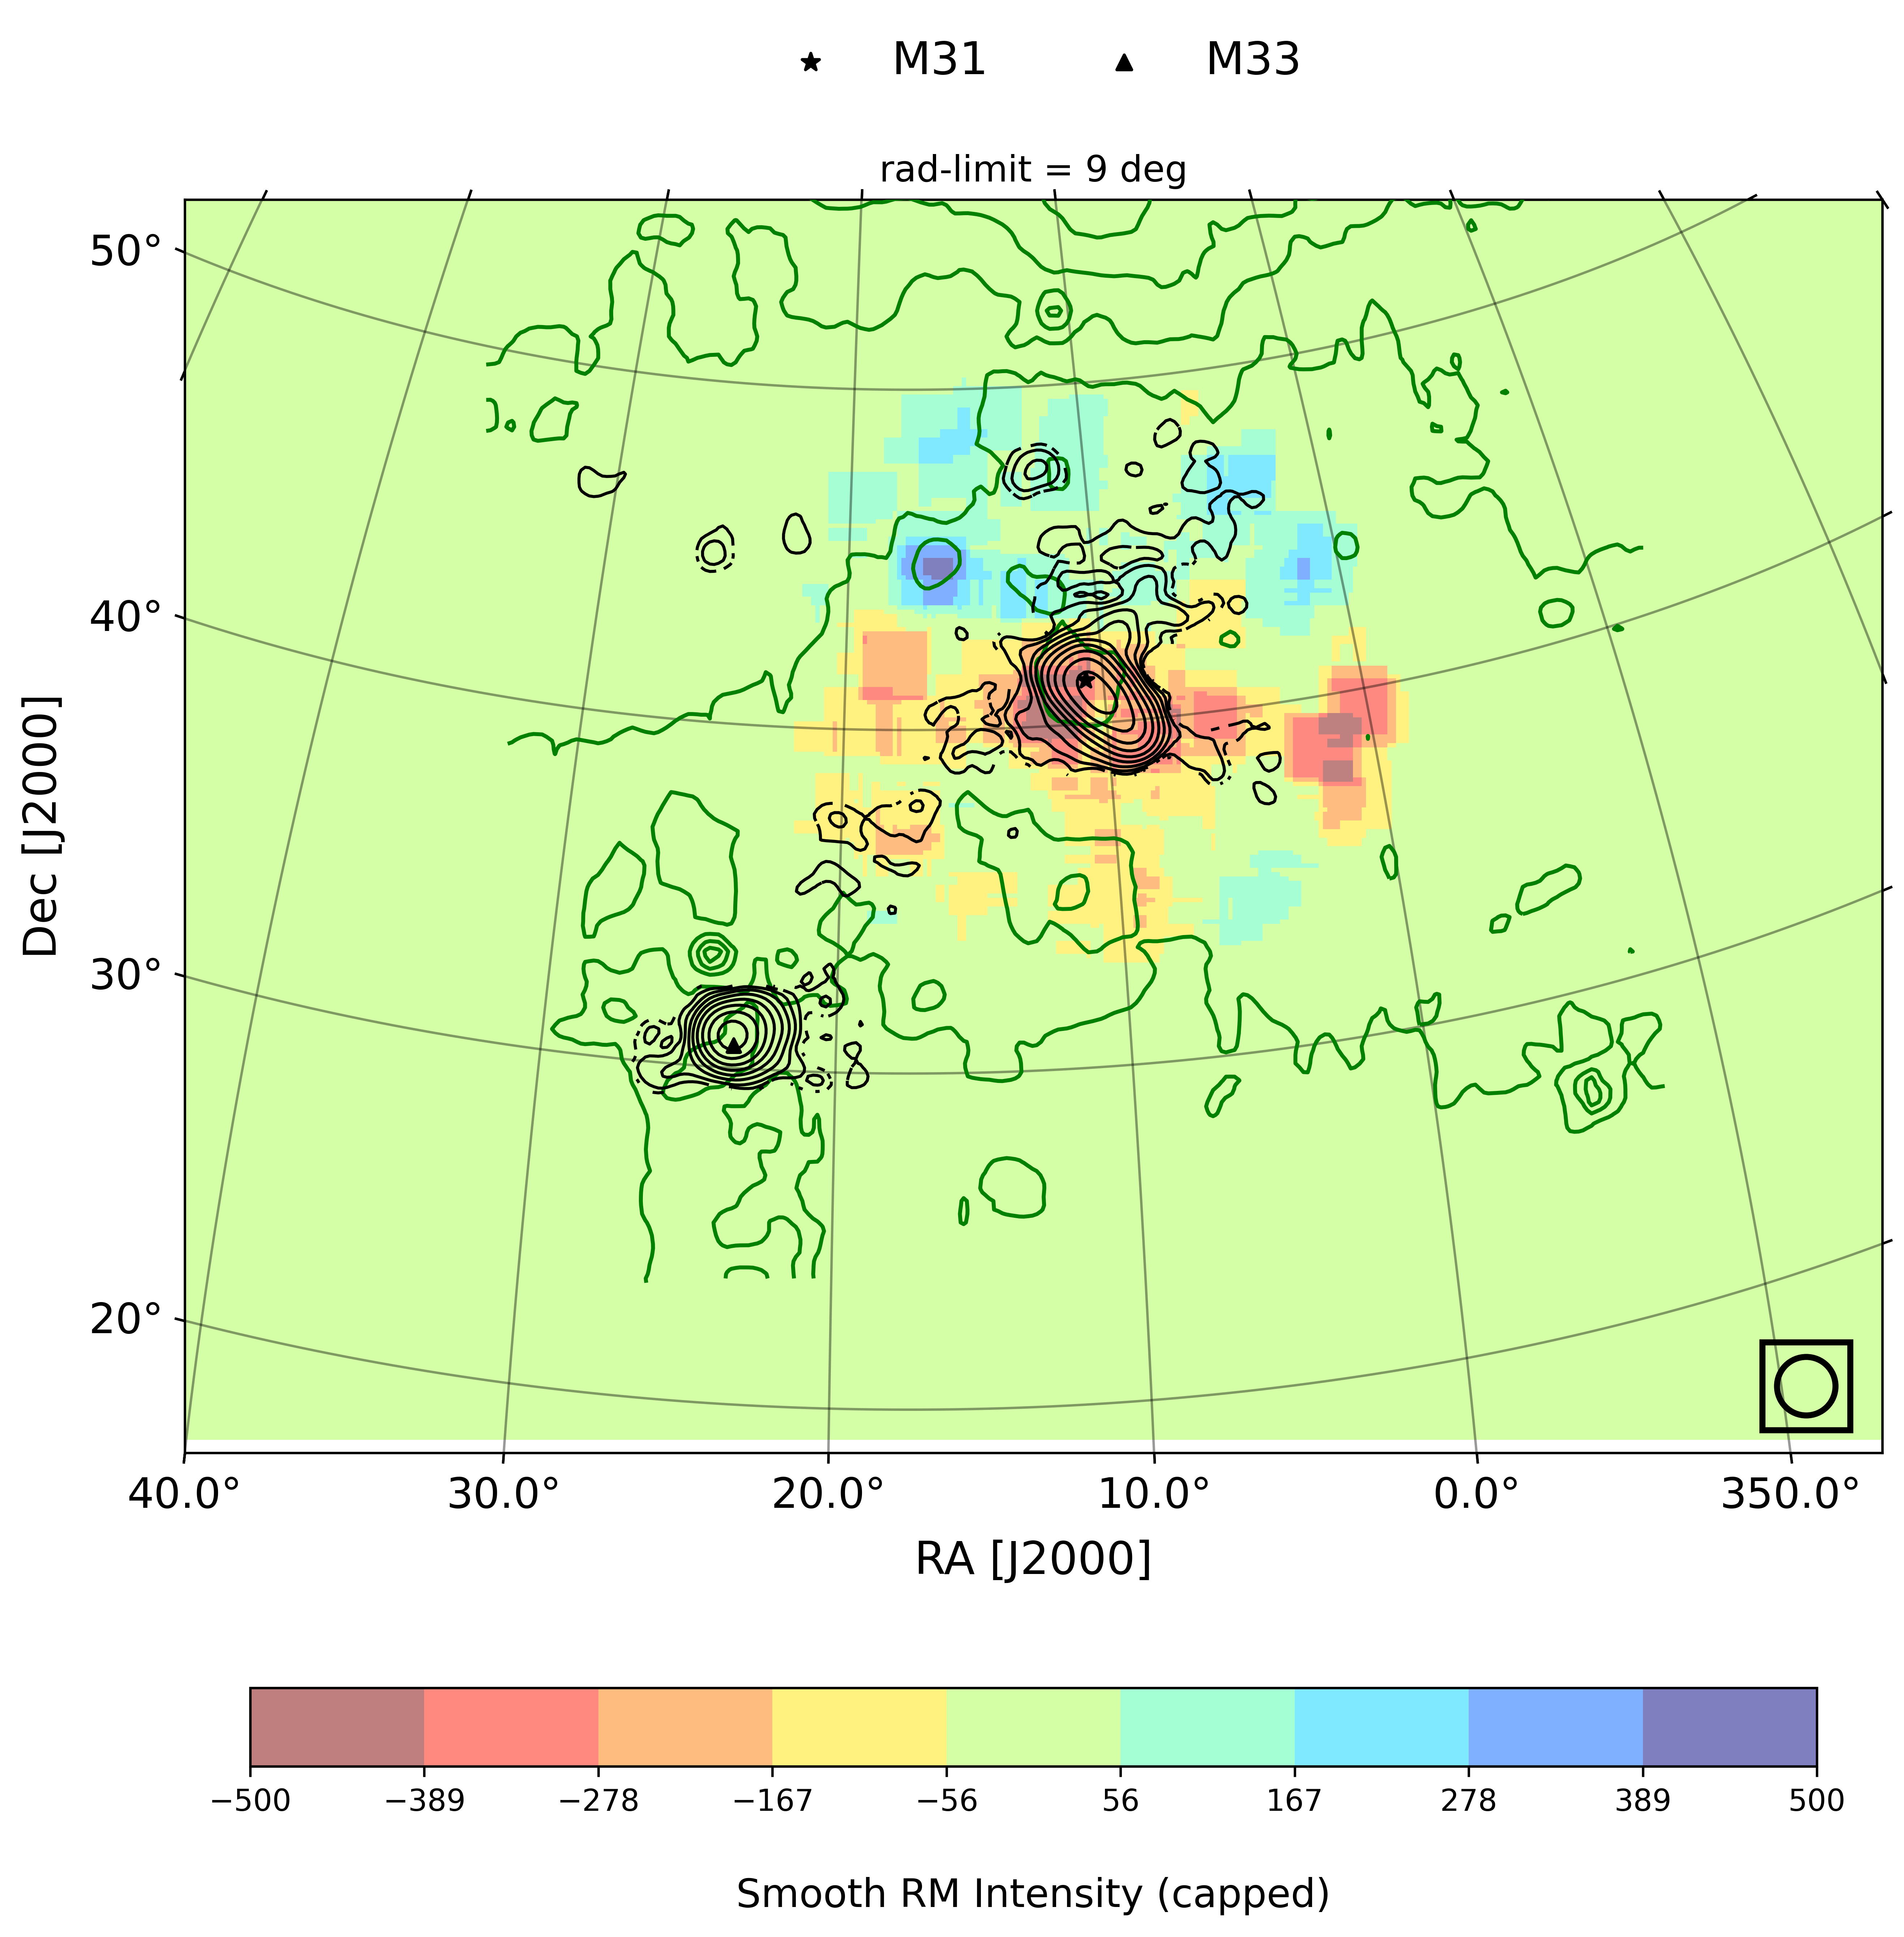 M31 M33
rad-limit = 9 deg
50°
40°
30°
20°
Dec [J2000]
40.0° 30.0° 20.0° 10.0° 0.0° 350.0°
RA [J2000]
−500 −389 −278 −167 −56 56 167 278 389 500
Smooth RM Intensity (capped)